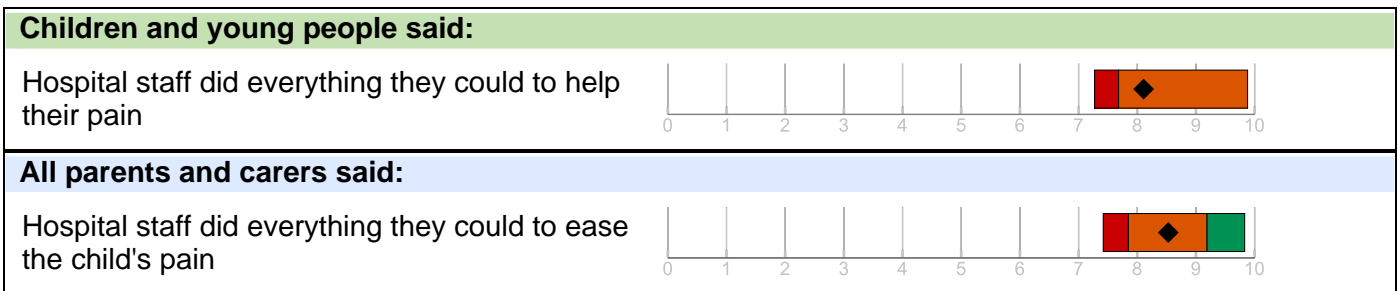 Children and young people said:
Hospital staff did everything they could to help
their pain
0 1 2 3 4 5 6 7 8 9 10
All parents and carers said:
Hospital staff did everything they could to ease
the child's pain
0 1 2 3 4 5 6 7 8 9 10